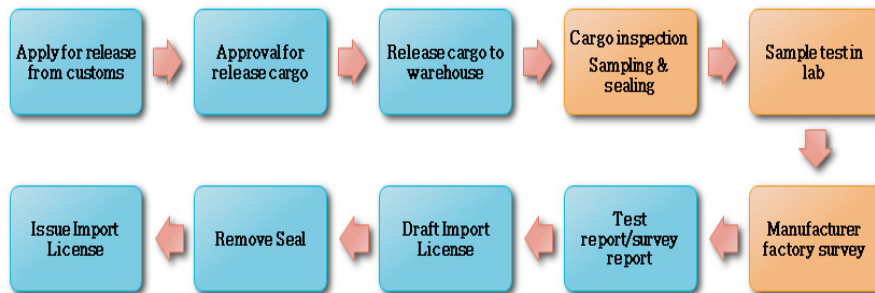 Apply for release
from customs
Approval for
release cargo
Release cargo to
warehouse
Cargo inspection
Sampling &
sealing
Sample test in
lab
Manufacturer
factory survey
Test
report/survey
report
Draft Import
License
Remove Seal
Issue Import
License